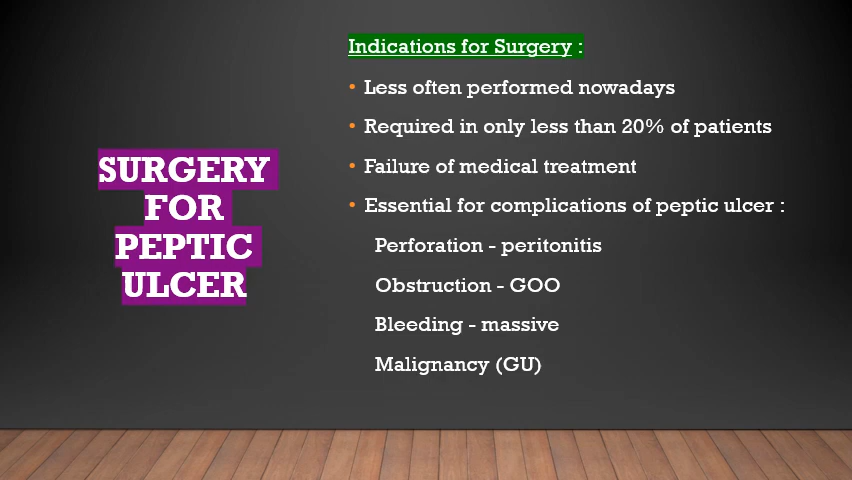 SURGERY
FOR
PEPTIC
ULCER
Indications for Surgery :
• Less often performed nowadays
• Required in only less than 20% of patients
• Failure of medical treatment
• Essential for complications of peptic ulcer :
Perforation - peritonitis
Obstruction - GOO
Bleeding - massive
Malignancy (GU)